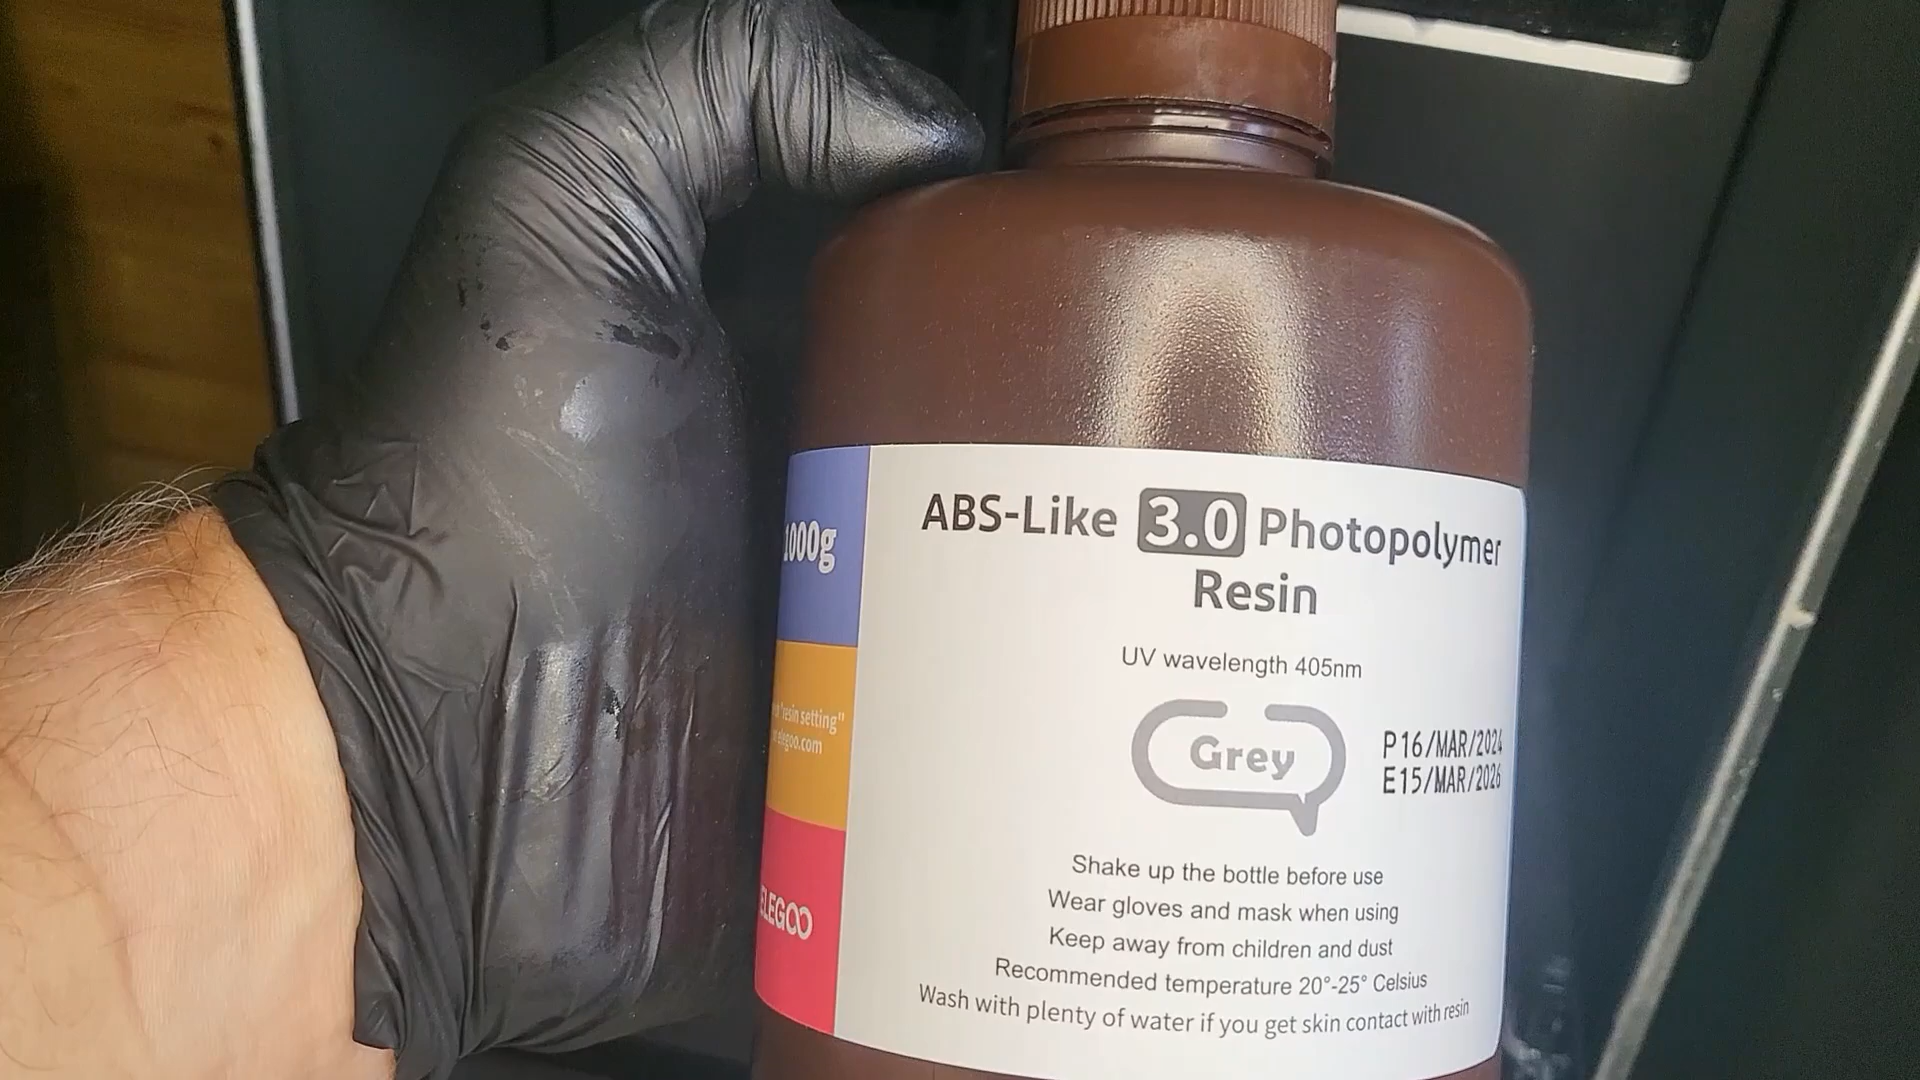 ABS-Like 3.0 Photopolymer
Resin
UV wavelength 405nm
Grey
P16/MAR/2024
E15/MAR/2026
Shake up the bottle before use
Wear gloves and mask when using
Keep away from children and dust
Recommended temperature 20°-25° Celsius
Wash with plenty of water if you get skin contact with resin
1000g
"resin setting"
elegoo.com
ELEGOO